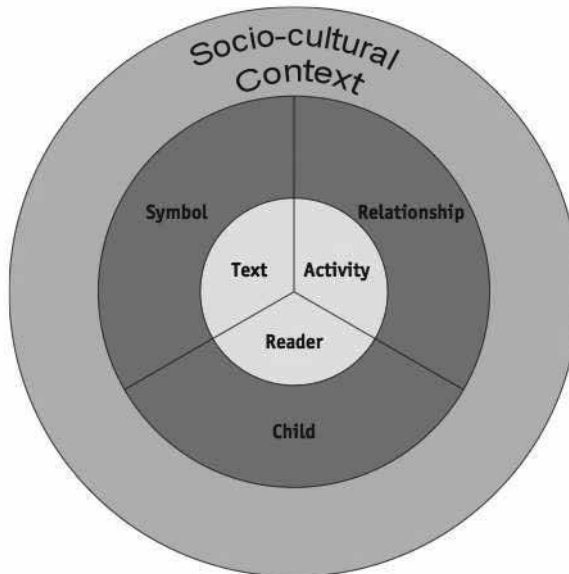 Socio-cultural
Context
Symbol
Relationship
Text
Activity
Reader
Child